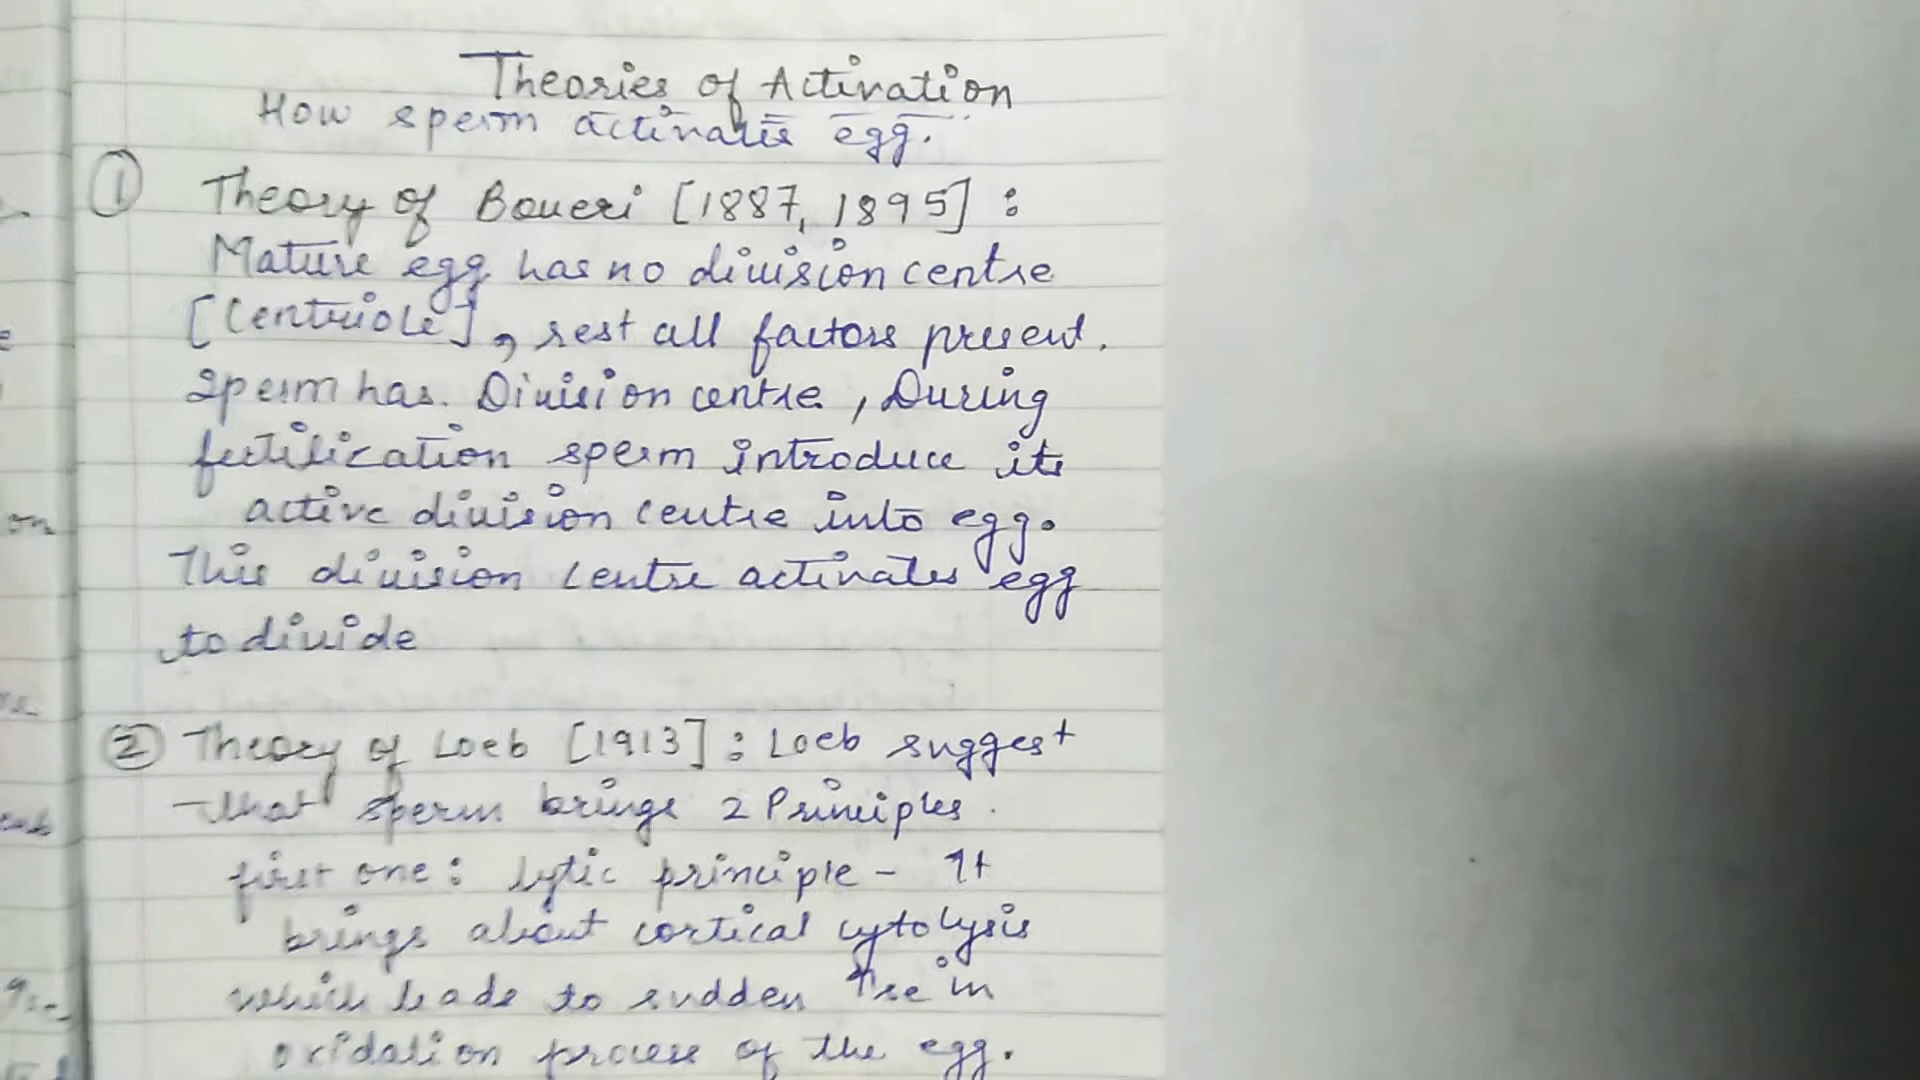 Theories of Activation
How sperm activates egg.
① Theory of Boveri [1887, 1895] :
Mature egg has no division centre
[Centriole], rest all factors present.
Sperm has. Division centre, During
fertilization sperm introduce its
active division centre into egg.
This division centre activates egg
to divide
② Theory of Loeb [1913] : Loeb suggest
that sperm brings 2 Principles.
first one : lytic principle - It
brings about cortical cytolysis
which leads to sudden ↑se in
oxidation process of the egg.